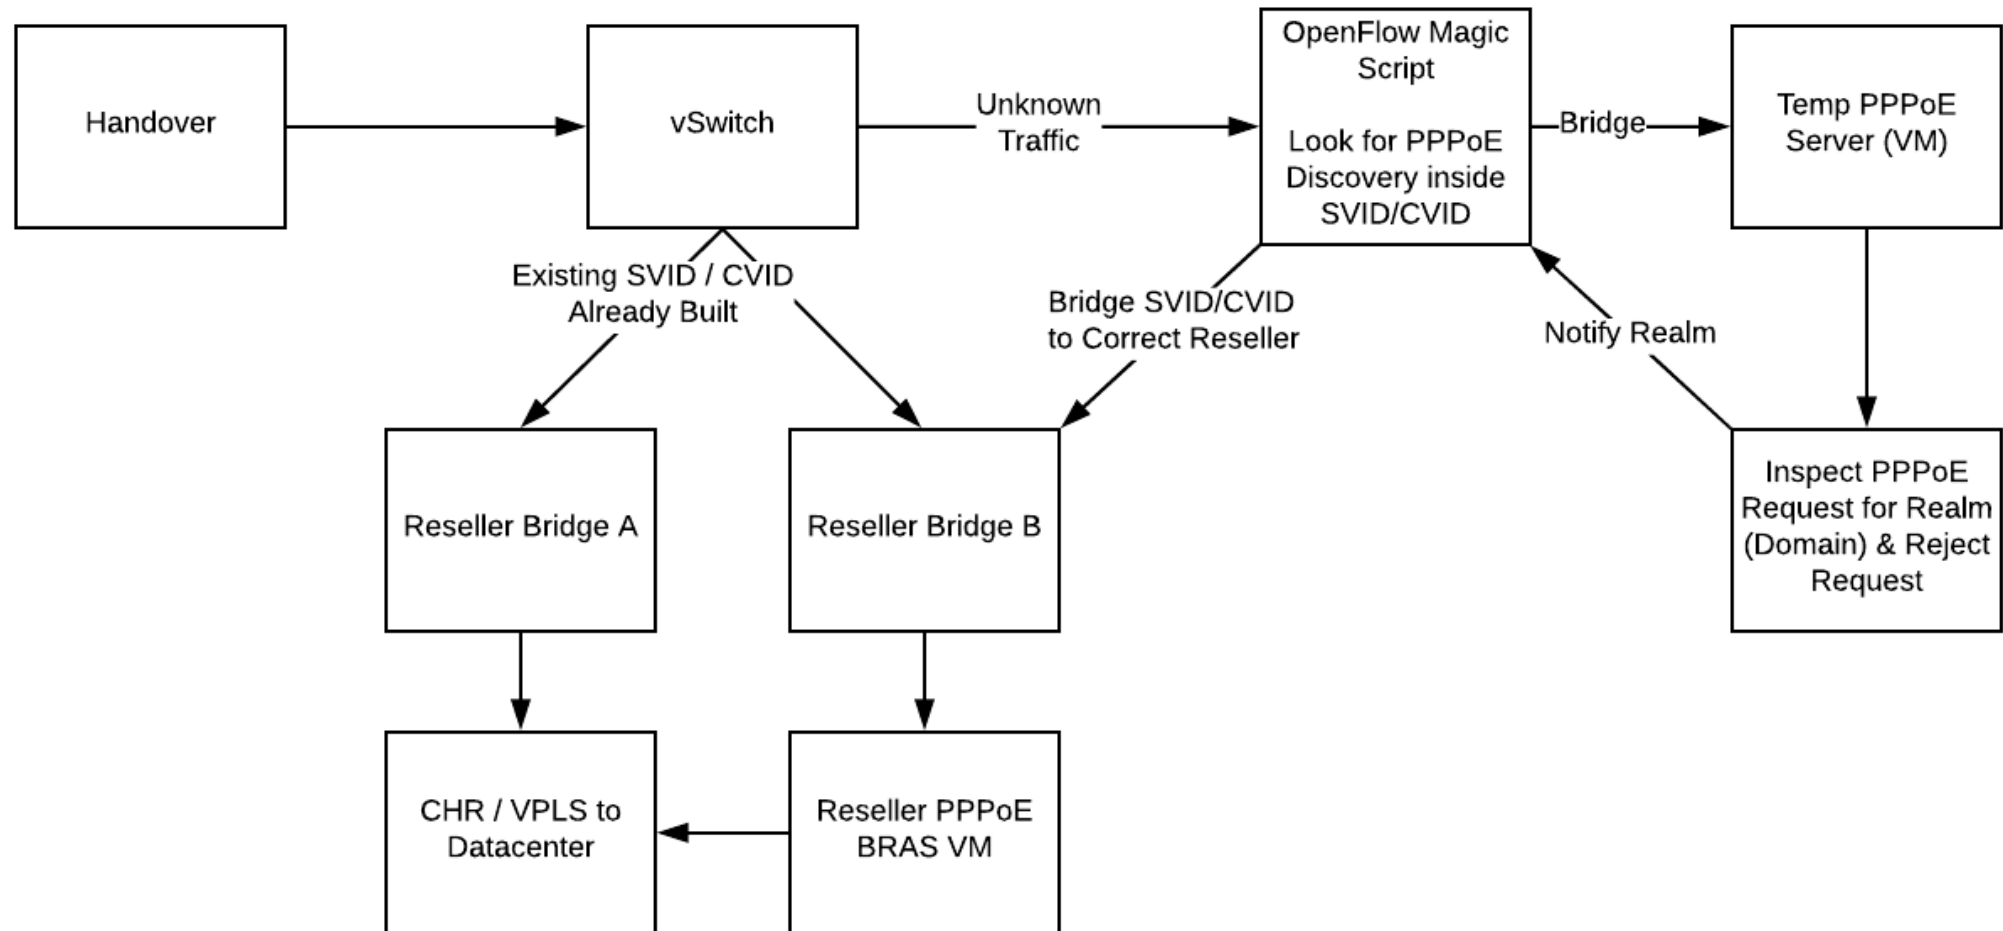 Handover
vSwitch
Unknown
Traffic
OpenFlow Magic
Script
Look for PPPoE
Discovery inside
SVID/CVID
Bridge
Temp PPPoE
Server (VM)
Existing SVID / CVID
Already Built
Bridge SVID/CVID
to Correct Reseller
Notify Realm
Reseller Bridge A
Reseller Bridge B
Inspect PPPoE
Request for Realm
(Domain) & Reject
Request
CHR / VPLS to
Datacenter
Reseller PPPoE
BRAS VM